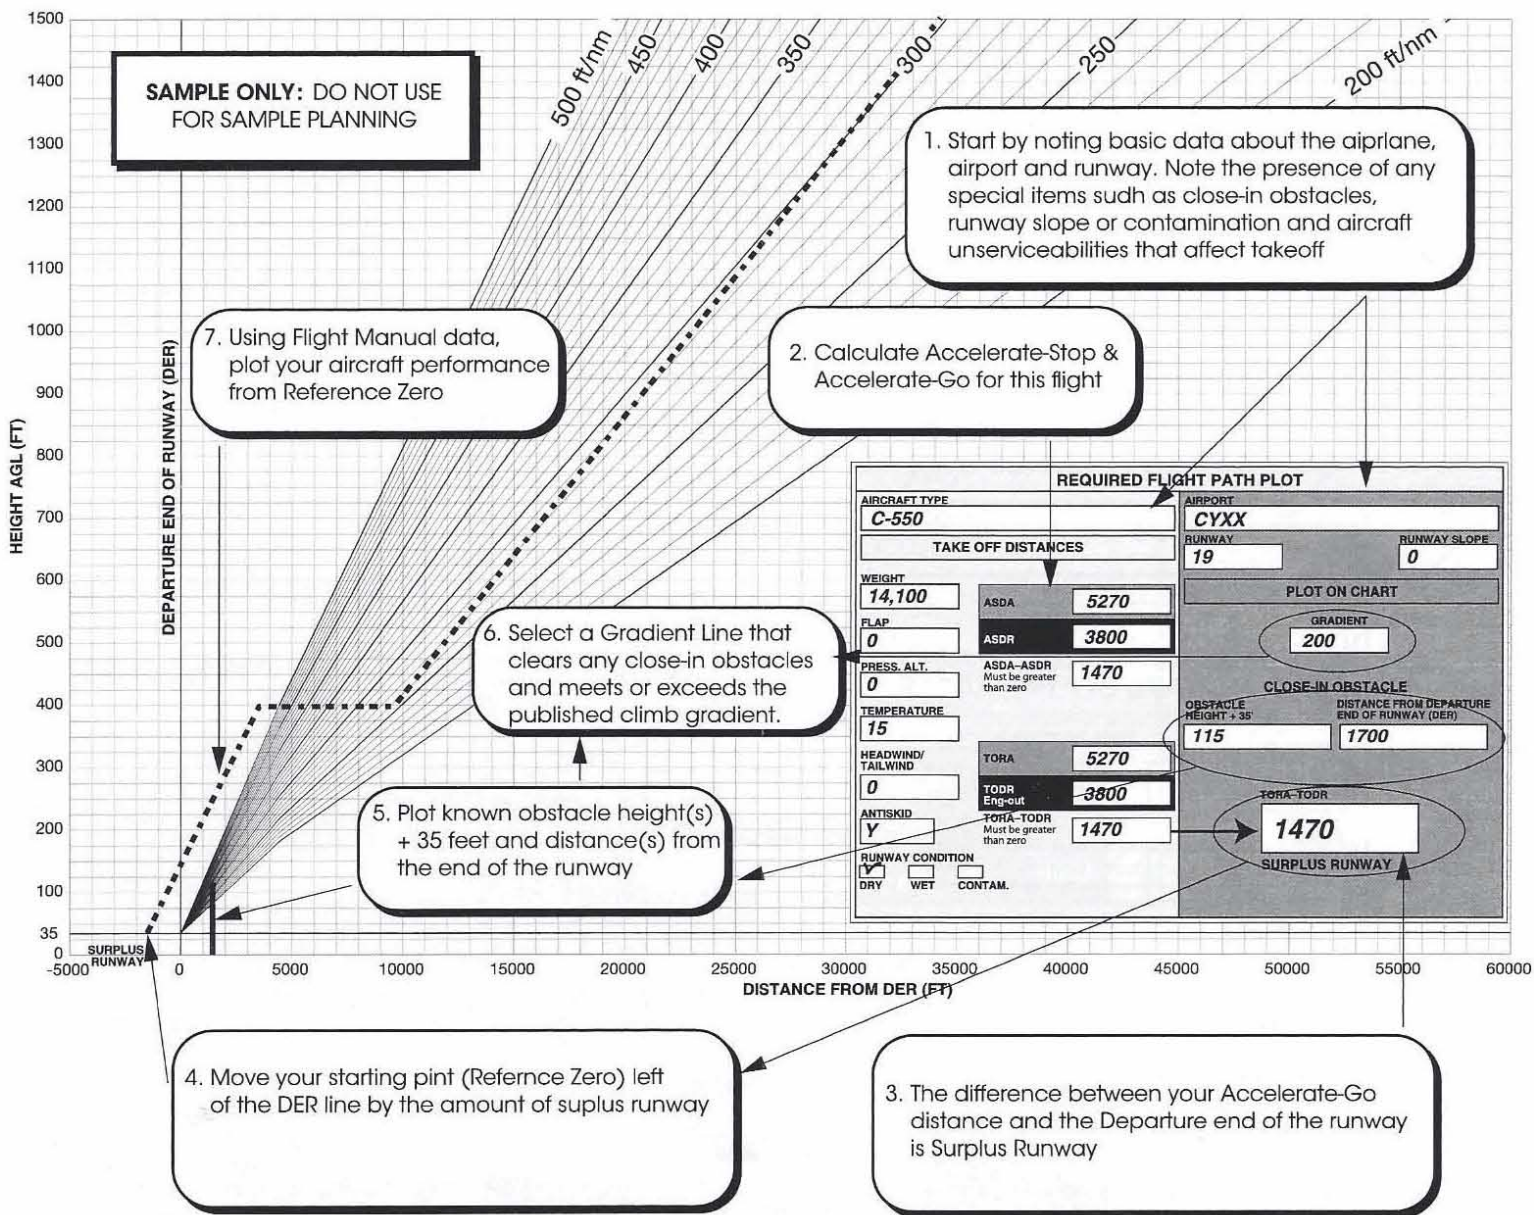 1500
1400
1300
1200
1100
1000
900
800
700
600
500
400
300
200
100
35
0
HEIGHT AGL (FT)
DEPARTURE END OF RUNWAY (DER)
500 ft/nm
450
400
350
300
250
200 ft/nm
SAMPLE ONLY: DO NOT USE
FOR SAMPLE PLANNING
1. Start by noting basic data about the aiprlane,
airport and runway. Note the presence of any
special items sudh as close-in obstacles,
runway slope or contamination and aircraft
unserviceabilities that affect takeoff
7. Using Flight Manual data,
plot your aircraft performance
from Reference Zero
2. Calculate Accelerate-Stop &
Accelerate-Go for this flight
6. Select a Gradient Line that
clears any close-in obstacles
and meets or exceeds the
published climb gradient.
5. Plot known obstacle height(s)
+ 35 feet and distance(s) from
the end of the runway
REQUIRED FLIGHT PATH PLOT
AIRCRAFT TYPE
C-550
TAKE OFF DISTANCES
WEIGHT
14,100
FLAP
0
PRESS. ALT.
0
TEMPERATURE
15
HEADWIND/
TAILWIND
0
ANTISKID
Y
RUNWAY CONDITION
DRY WET CONTAM.
ASDA 5270
ASDR 3800
ASDA–ASDR
Must be greater
than zero
1470
TORA 5270
TODR
Eng-out
3800
TORA–TODR
Must be greater
than zero
1470
AIRPORT
CYXX
RUNWAY
19
RUNWAY SLOPE
0
PLOT ON CHART
GRADIENT
200
CLOSE-IN OBSTACLE
OBSTACLE
HEIGHT + 35'
115
DISTANCE FROM DEPARTURE
END OF RUNWAY (DER)
1700
TORA–TODR
1470
SURPLUS RUNWAY
SURPLUS
RUNWAY
-5000 0 5000 10000 15000 20000 25000 30000 35000 40000 45000 50000 55000 60000
DISTANCE FROM DER (FT)
4. Move your starting pint (Refernce Zero) left
of the DER line by the amount of suplus runway
3. The difference between your Accelerate-Go
distance and the Departure end of the runway
is Surplus Runway